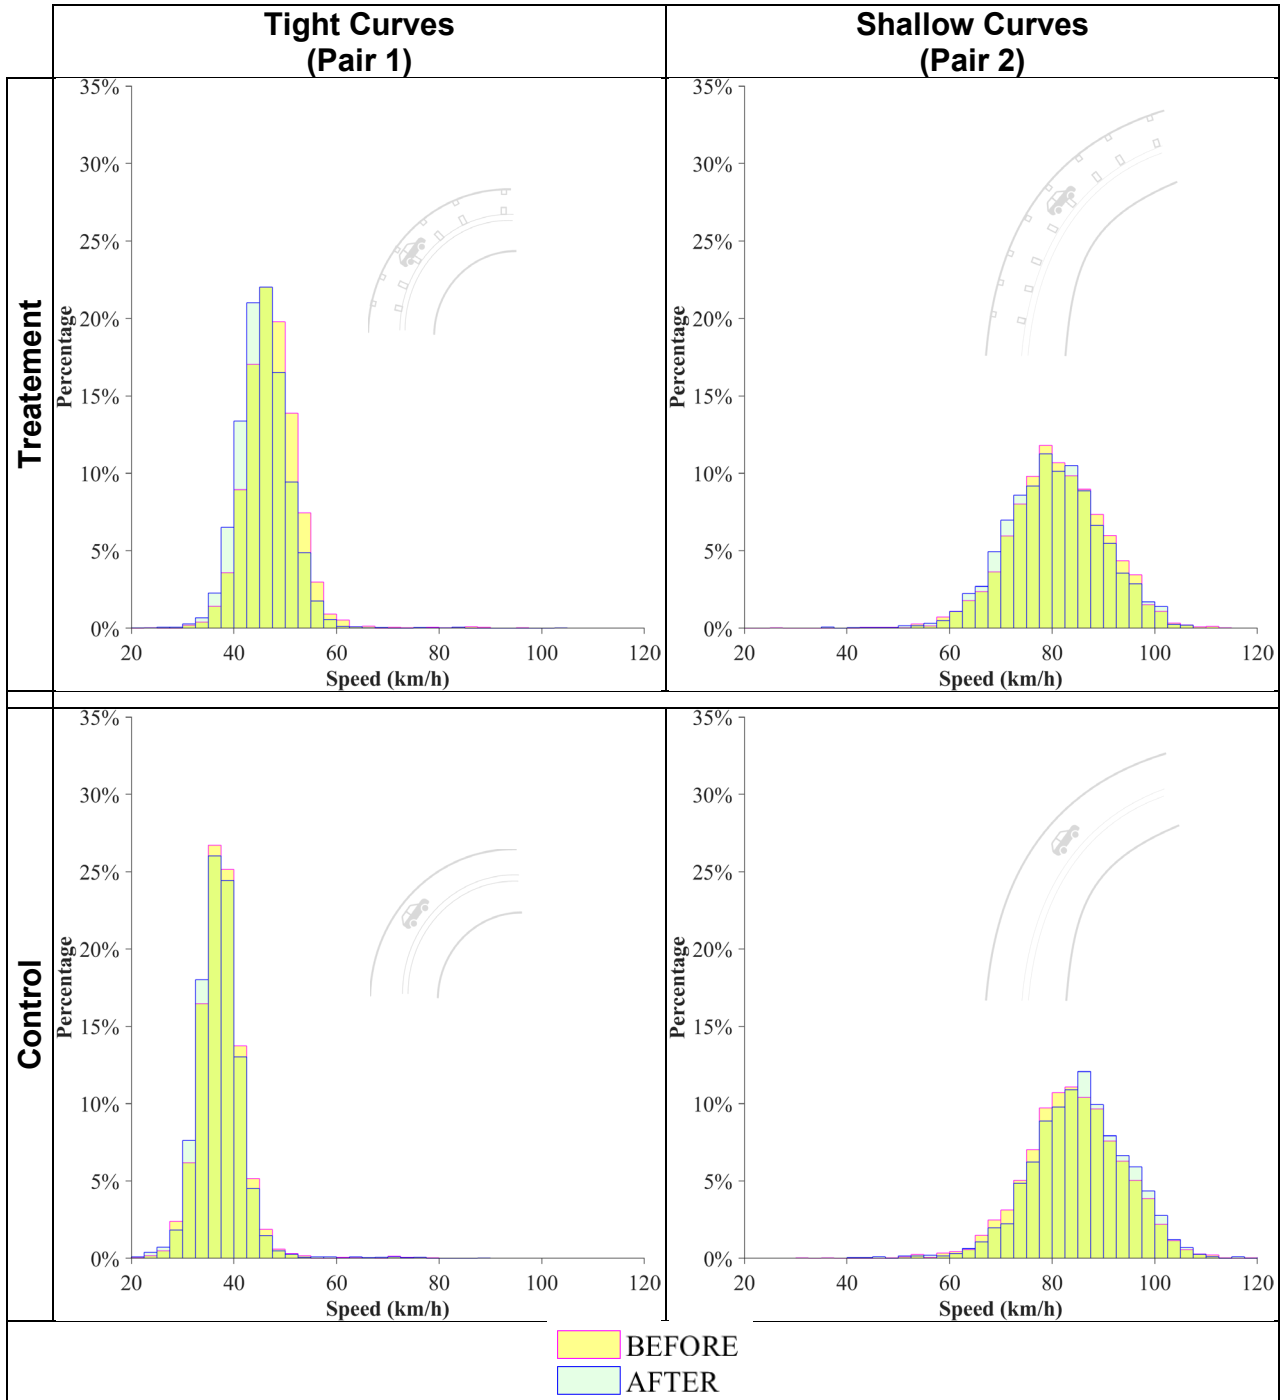 Tight Curves
(Pair 1)
Shallow Curves
(Pair 2)
Treatement
35%
30%
25%
20%
15%
10%
5%
0%
Percentage
20 40 60 80 100 120
Speed (km/h)
35%
30%
25%
20%
15%
10%
5%
0%
Percentage
20 40 60 80 100 120
Speed (km/h)
Control
35%
30%
25%
20%
15%
10%
5%
0%
Percentage
20 40 60 80 100 120
Speed (km/h)
35%
30%
25%
20%
15%
10%
5%
0%
Percentage
20 40 60 80 100 120
Speed (km/h)
BEFORE
AFTER